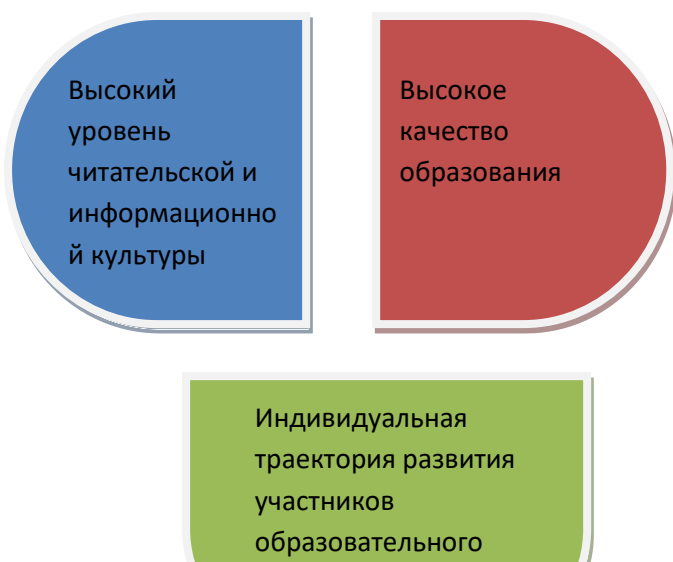 Высокий
уровень
читательской и
информационно
й культуры
Высокое
качество
образования
Индивидуальная
траектория развития
участников
образовательного